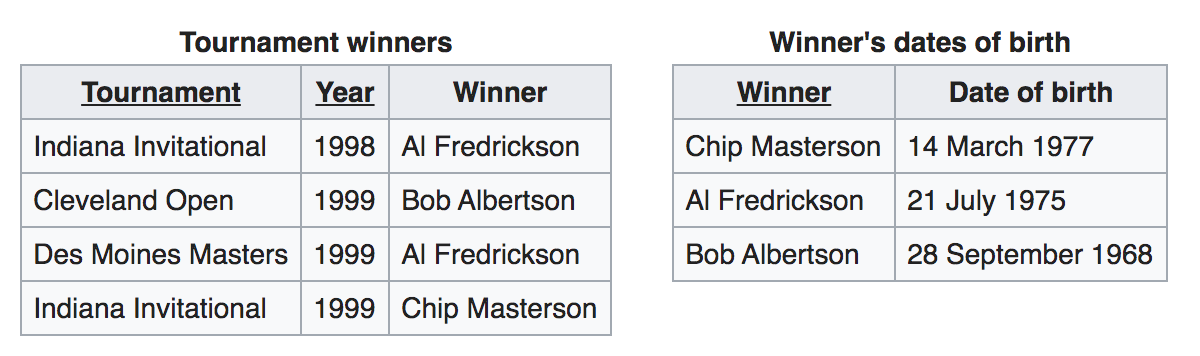 Tournament winners
Tournament Year Winner
Indiana Invitational 1998 Al Fredrickson
Cleveland Open 1999 Bob Albertson
Des Moines Masters 1999 Al Fredrickson
Indiana Invitational 1999 Chip Masterson
Winner's dates of birth
Winner Date of birth
Chip Masterson 14 March 1977
Al Fredrickson 21 July 1975
Bob Albertson 28 September 1968